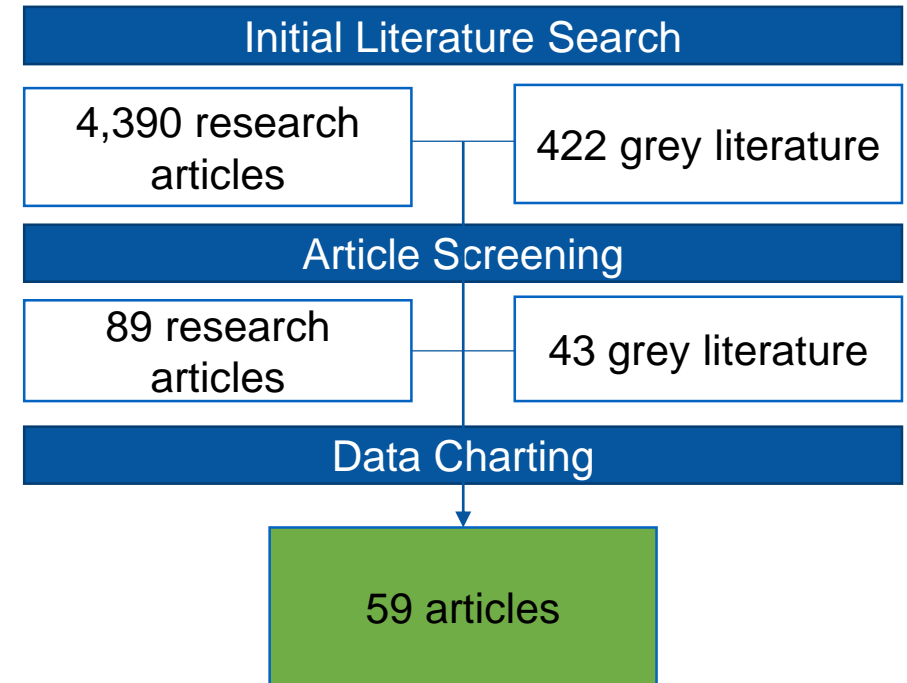 Initial Literature Search
4,390 research
articles
422 grey literature
Article Screening
89 research
articles
43 grey literature
Data Charting
59 articles